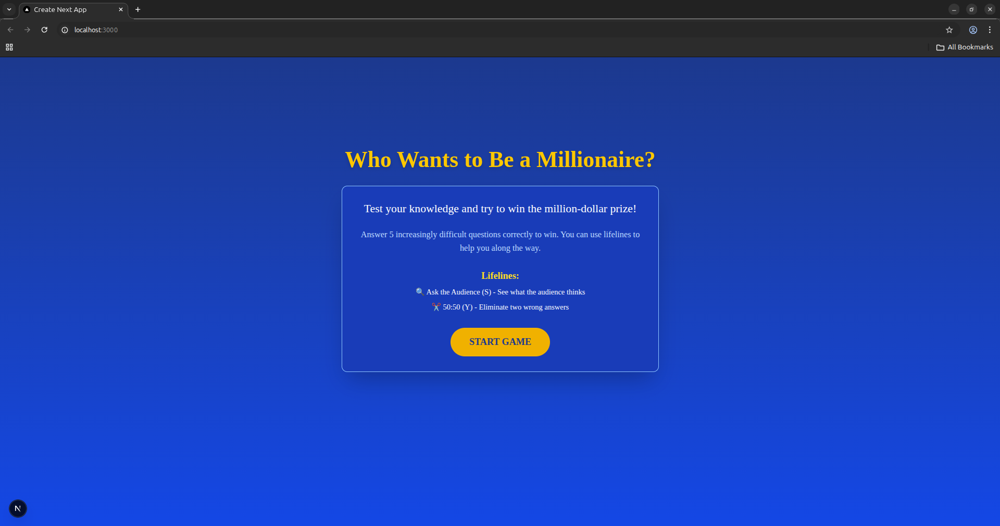 Create Next App
localhost:3000
All Bookmarks
Who Wants to Be a Millionaire?
Test your knowledge and try to win the million-dollar prize!
Answer 5 increasingly difficult questions correctly to win. You can use lifelines to
help you along the way.
Lifelines:
🔍 Ask the Audience (S) - See what the audience thinks
✂️ 50:50 (Y) - Eliminate two wrong answers
START GAME
N